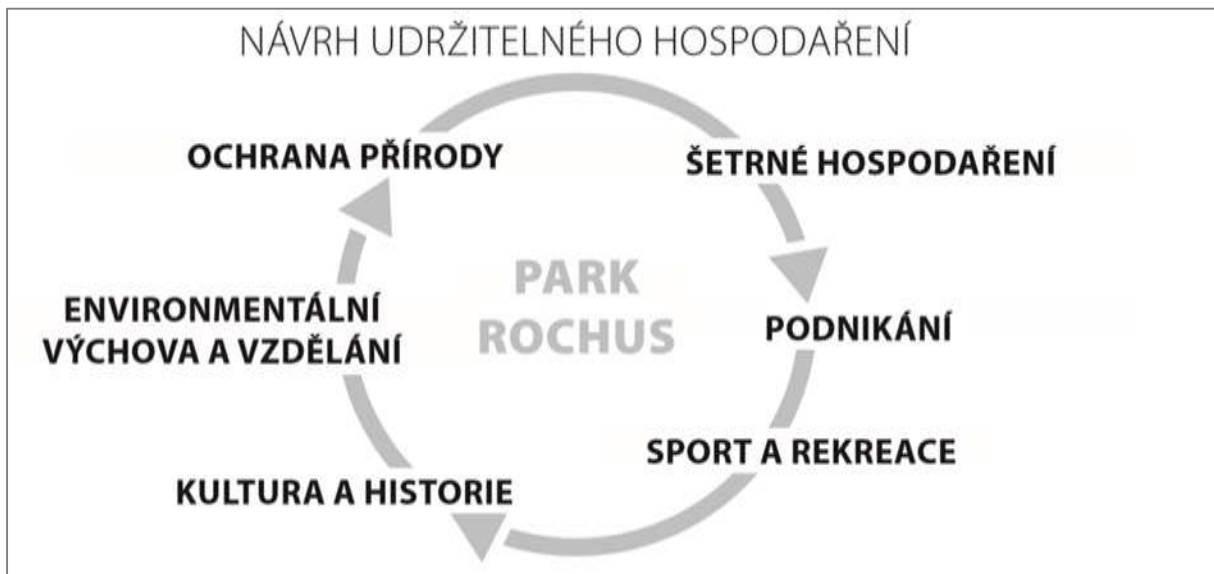 NÁVRH UDRŽITELNÉHO HOSPODAŘENÍ
OCHRANA PŘÍRODY
ŠETRNÉ HOSPODAŘENÍ
PARK
ROCHUS
ENVIRONMENTÁLNÍ
VÝCHOVA A VZDĚLÁNÍ
PODNIKÁNÍ
SPORT A REKREACE
KULTURA A HISTORIE